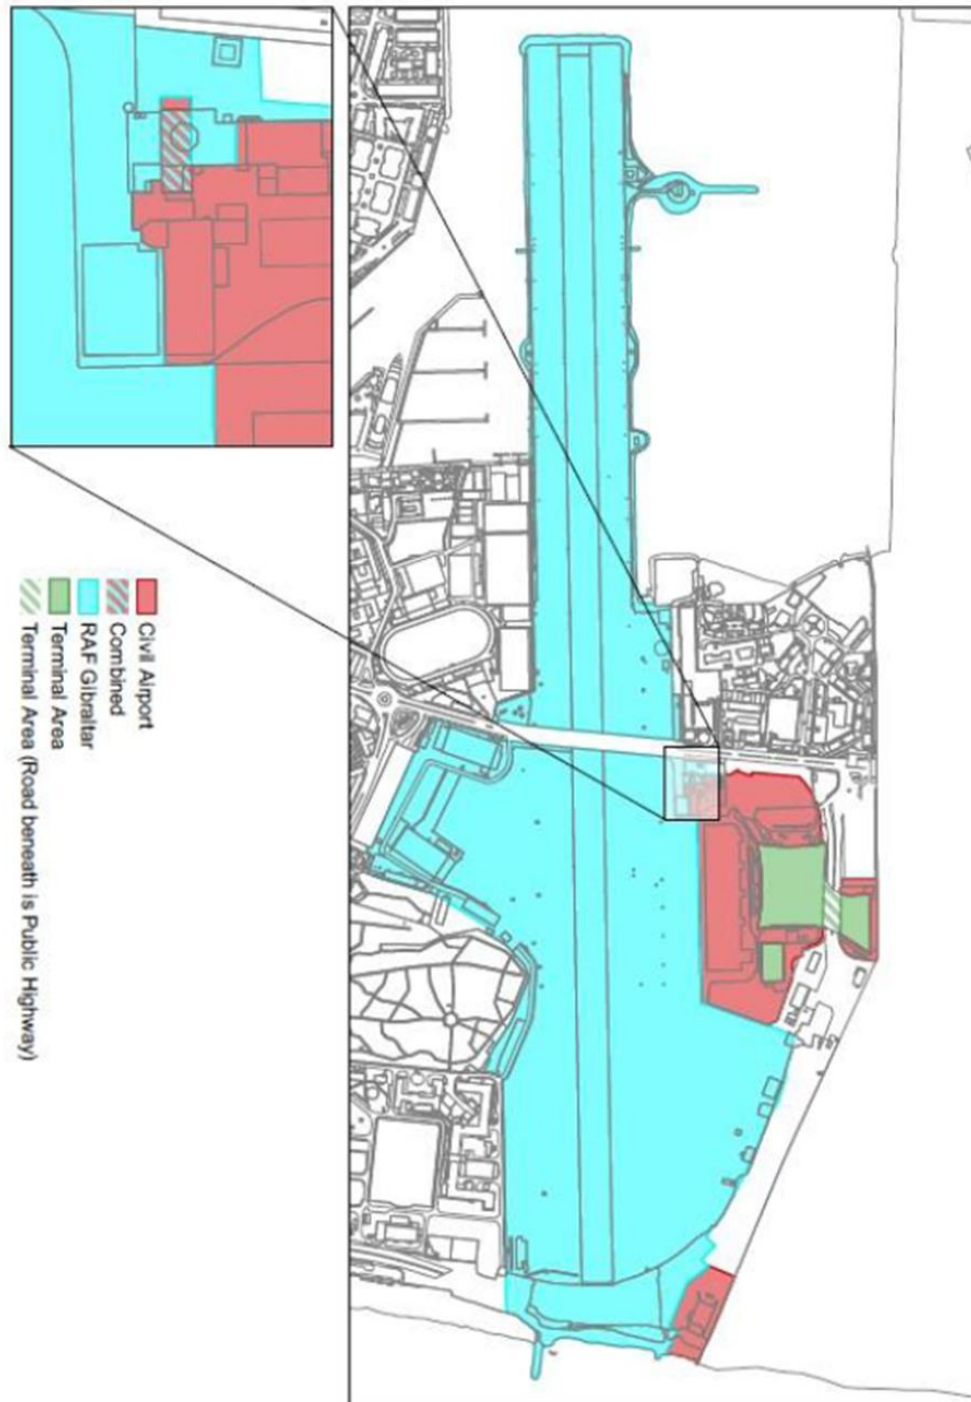 Civil Airport
Combined
RAF Gibraltar
Terminal Area
Terminal Area (Road beneath is Public Highway)